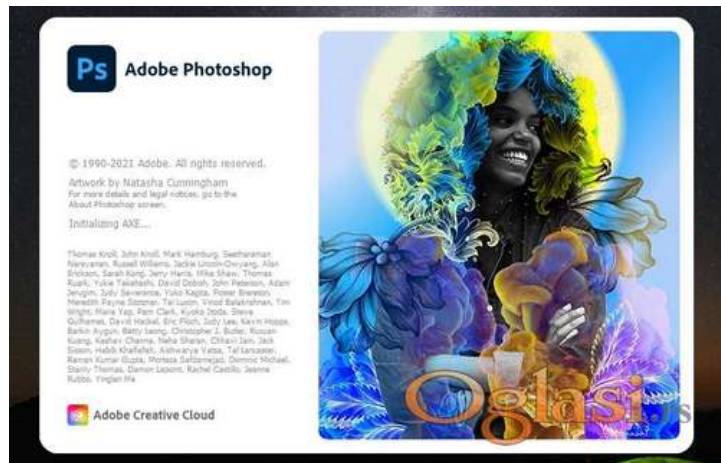 Ps Adobe Photoshop
© 1990-2021 Adobe. All rights reserved.
Artwork by Natasha Cunningham
For more details and legal notices, go to the
About Photoshop screen.
Initializing AXE...
Thomas Knoll, John Knoll, Mark Hamburg, Seetharaman
Narayanan, Russell Williams, Jackie Lincoln-Owyang, Alan
Erickson, Sarah Kong, Jerry Harris, Mike Shaw, Thomas
Ruark, Yukie Takahashi, David Dobish, John Peterson, Adam
Jerugim, Judy Severance, Yuko Kagita, Foster Brereton,
Meredith Payne Stotzner, Tai Luxon, Vinod Balakrishnan, Tim
Wright, Maria Yap, Pam Clark, Kyoko Itoda, Steve
Guilhamet, David Hackel, Eric Floch, Judy Lee, Kevin Hopps,
Barkin Aygun, Betty Leong, Christopher J. Butler,
Kuang, Keshav Channa, Neha Sharan, Chhavi Jain, Jack
Sisson, Habib Khalfallah, Aishwarya Vatsa, Tal Lancaster,
Raman Kumar Gupta, Dominic Michael,
Stanly Thomas, Damon Lapoint, Rachel Castillo, Jeanne
Rubbo, Yinglan Ma
Adobe Creative Cloud
Oglasi.rs